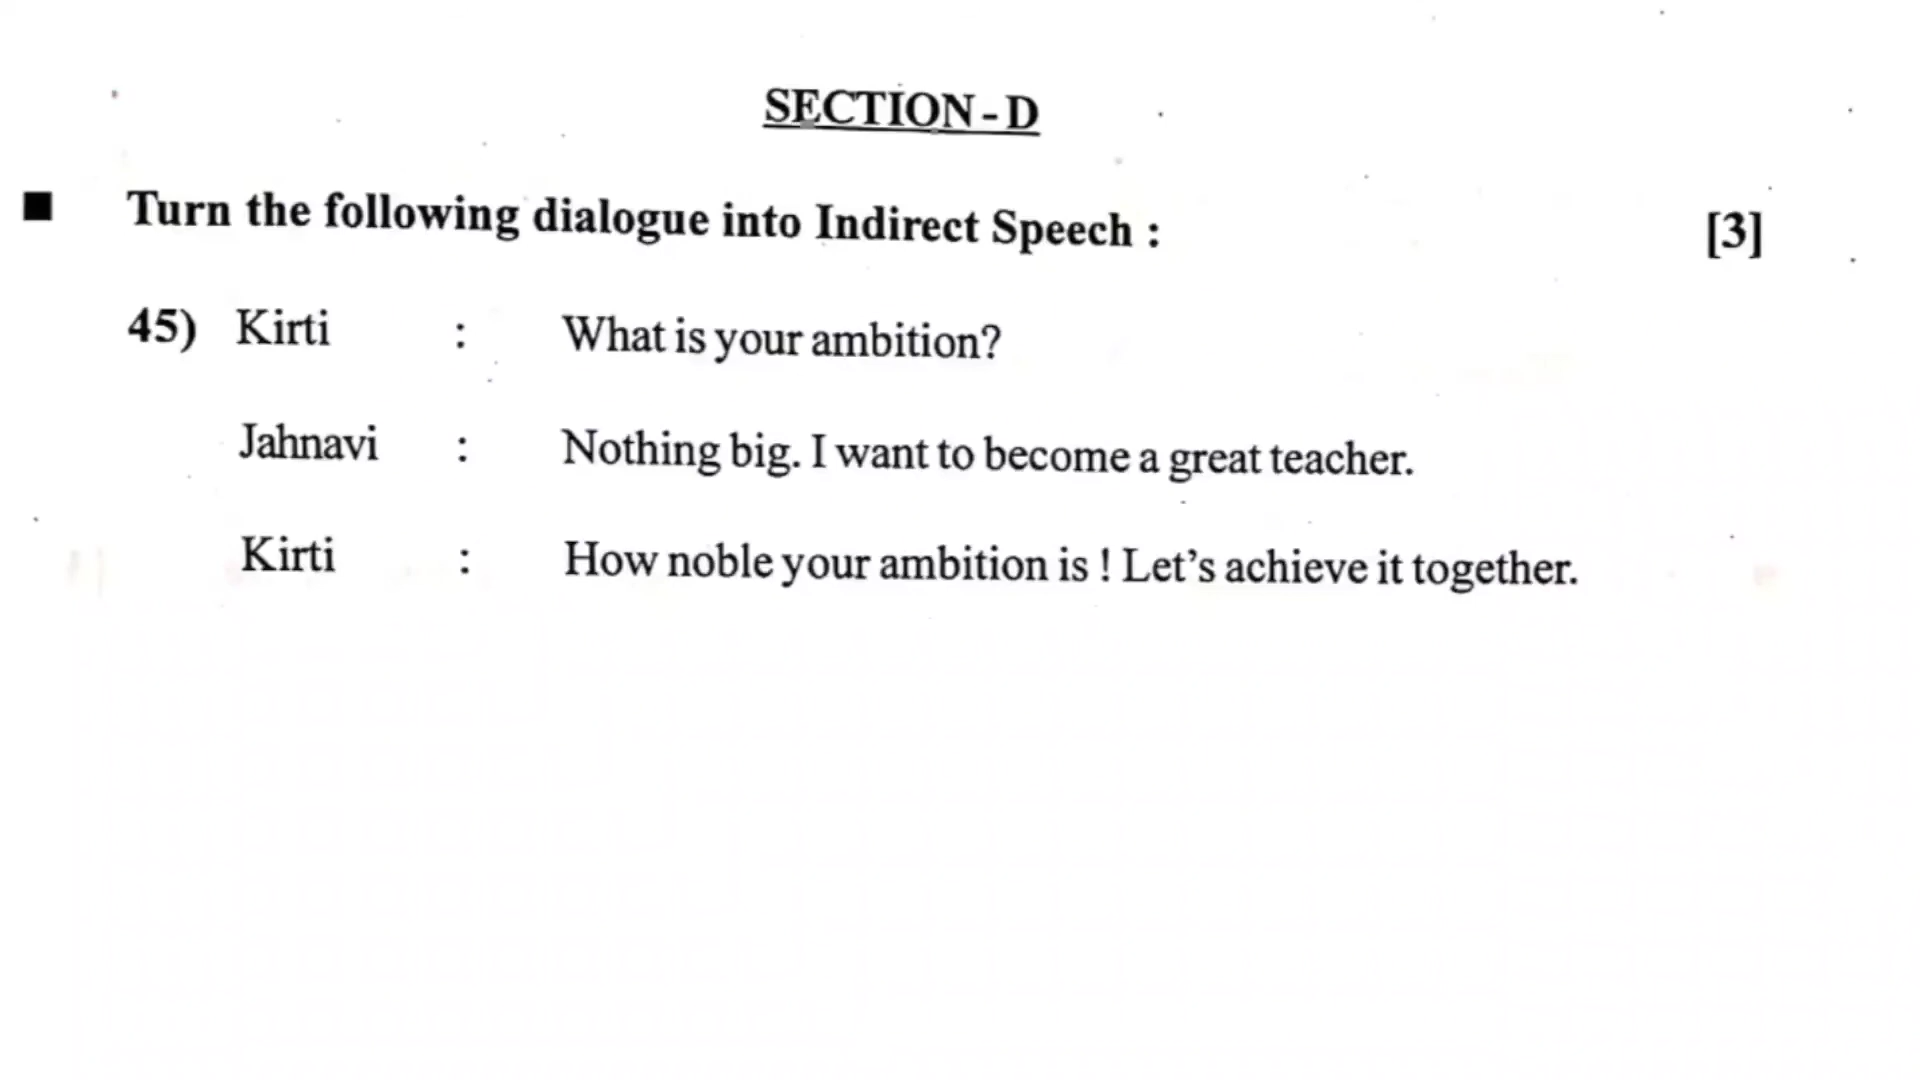 SECTION - D
■ Turn the following dialogue into Indirect Speech : [3]
45) Kirti : What is your ambition?
Jahnavi : Nothing big. I want to become a great teacher.
Kirti : How noble your ambition is ! Let's achieve it together.